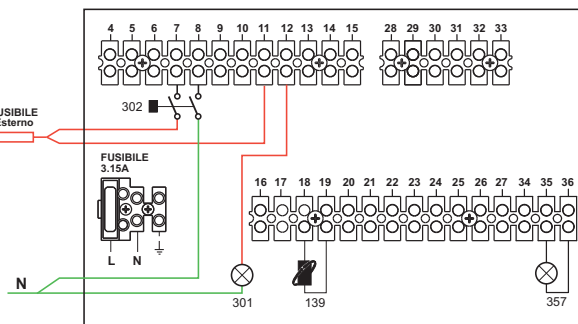 4 5 6 7 8 9 10 11 12 13 14 15
28 29 30 31 32 33
302
USIBILE
Esterno
FUSIBILE
3.15A
16 17 18 19 20 21 22 23 24 25 26 27 34 35 36
L N
N
301
139
357